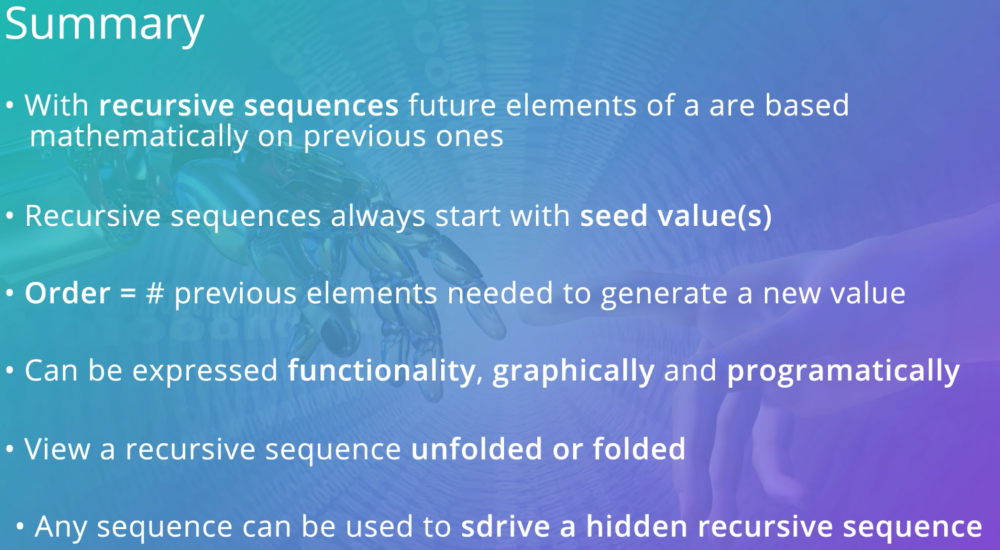 Summary
• With recursive sequences future elements of a are based
mathematically on previous ones
• Recursive sequences always start with seed value(s)
• Order = # previous elements needed to generate a new value
• Can be expressed functionality, graphically and programatically
• View a recursive sequence unfolded or folded
• Any sequence can be used to sdrive a hidden recursive sequence